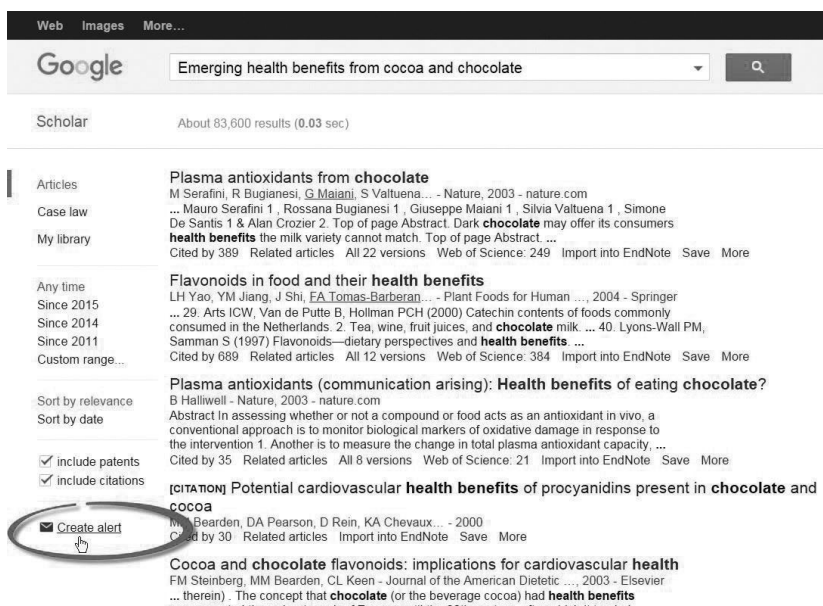 Web Images More...
Google
Emerging health benefits from cocoa and chocolate
Scholar
About 83,600 results (0.03 sec)
Articles
Case law
My library
Any time
Since 2015
Since 2014
Since 2011
Custom range...
Sort by relevance
Sort by date
include patents
include citations
Create alert
Plasma antioxidants from chocolate
M Serafini, R Bugianesi, G Maiani, S Valtuena... - Nature, 2003 - nature.com
... Mauro Serafini 1 , Rossana Bugianesi 1 , Giuseppe Maiani 1 , Silvia Valtuena 1 , Simone
De Santis 1 & Alan Crozier 2. Top of page Abstract. Dark chocolate may offer its consumers
health benefits the milk variety cannot match. Top of page Abstract. ...
Cited by 389 Related articles All 22 versions Web of Science: 249 Import into EndNote Save More
Flavonoids in food and their health benefits
LH Yao, YM Jiang, J Shi, FA Tomas-Barberan... - Plant Foods for Human ..., 2004 - Springer
... 29. Arts ICW, Van de Putte B, Hollman PCH (2000) Catechin contents of foods commonly
consumed in the Netherlands. 2. Tea, wine, fruit juices, and chocolate milk. ... 40. Lyons-Wall PM,
Samman S (1997) Flavonoids—dietary perspectives and health benefits. ...
Cited by 689 Related articles All 12 versions Web of Science: 384 Import into EndNote Save More
Plasma antioxidants (communication arising): Health benefits of eating chocolate?
B Halliwell - Nature, 2003 - nature.com
Abstract In assessing whether or not a compound or food acts as an antioxidant in vivo, a
conventional approach is to monitor biological markers of oxidative damage in response to
the intervention 1. Another is to measure the change in total plasma antioxidant capacity, ...
Cited by 35 Related articles All 8 versions Web of Science: 21 Import into EndNote Save More
[CITATION] Potential cardiovascular health benefits of procyanidins present in chocolate and
cocoa
Bearden, DA Pearson, D Rein, KA Chevaux... - 2000
Cited by 30 Related articles Import into EndNote Save More
Cocoa and chocolate flavonoids: implications for cardiovascular health
FM Steinberg, MM Bearden, CL Keen - Journal of the American Dietetic ..., 2003 - Elsevier
... therein) . The concept that chocolate (or the beverage cocoa) had health benefits